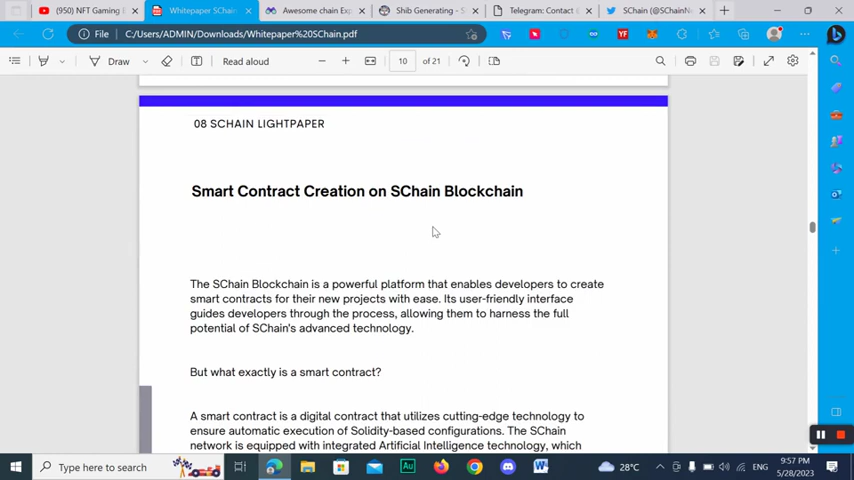 (950) NFT Gaming
Whitepaper SChain
Awesome chain Exp
Shib Generating - S
Telegram: Contact
SChain (@SChainNe
File
C:/Users/ADMIN/Downloads/Whitepaper%20SChain.pdf
YF
Draw
Read aloud
10
of 21
08 SCHAIN LIGHTPAPER
Smart Contract Creation on SChain Blockchain
The SChain Blockchain is a powerful platform that enables developers to create
smart contracts for their new projects with ease. Its user-friendly interface
guides developers through the process, allowing them to harness the full
potential of SChain's advanced technology.
But what exactly is a smart contract?
A smart contract is a digital contract that utilizes cutting-edge technology to
ensure automatic execution of Solidity-based configurations. The SChain
network is equipped with integrated Artificial Intelligence technology, which
Type here to search
Au
W
28°C
ENG
9:57 PM
5/28/2023